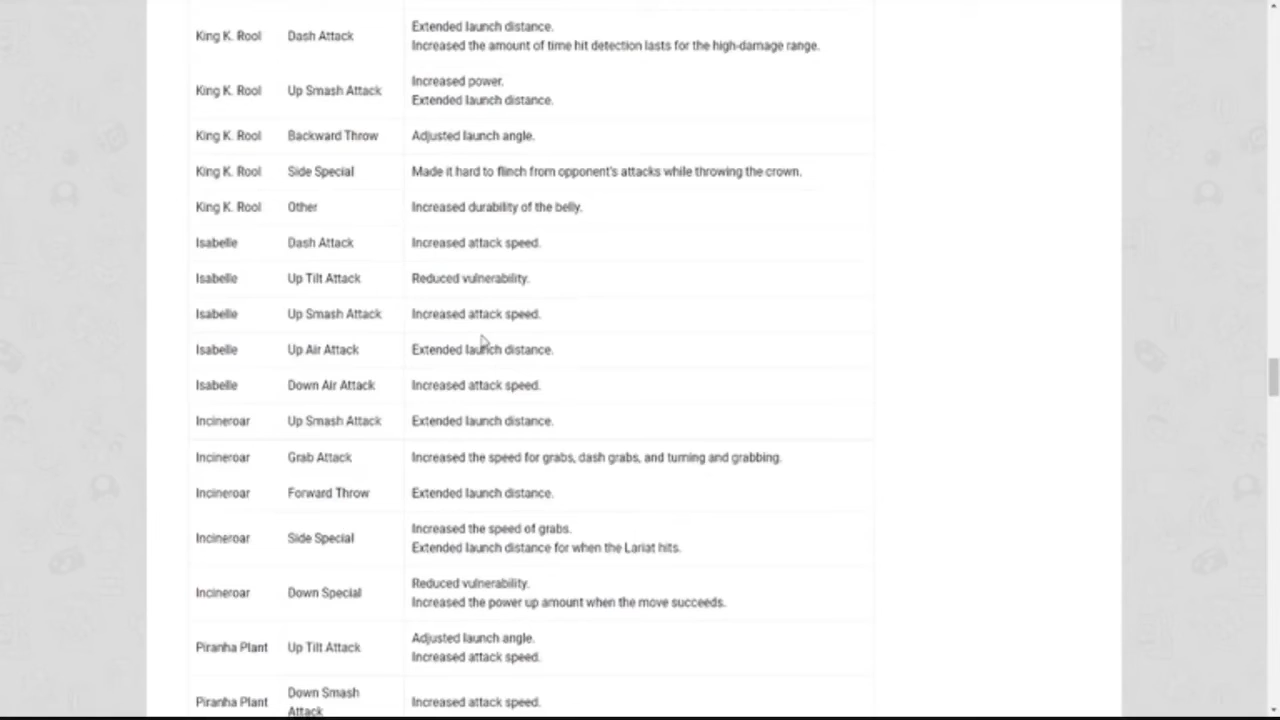 King K. Rool Dash Attack Extended launch distance.
Increased the amount of time hit detection lasts for the high-damage range.
King K. Rool Up Smash Attack Increased power.
Extended launch distance.
King K. Rool Backward Throw Adjusted launch angle.
King K. Rool Side Special Made it hard to flinch from opponent's attacks while throwing the crown.
King K. Rool Other Increased durability of the belly.
Isabelle Dash Attack Increased attack speed.
Isabelle Up Tilt Attack Reduced vulnerability.
Isabelle Up Smash Attack Increased attack speed.
Isabelle Up Air Attack Extended launch distance.
Isabelle Down Air Attack Increased attack speed.
Incineroar Up Smash Attack Extended launch distance.
Incineroar Grab Attack Increased the speed for grabs, dash grabs, and turning and grabbing.
Incineroar Forward Throw Extended launch distance.
Incineroar Side Special Increased the speed of grabs.
Extended launch distance for when the Lariat hits.
Incineroar Down Special Reduced vulnerability.
Increased the power up amount when the move succeeds.
Piranha Plant Up Tilt Attack Adjusted launch angle.
Increased attack speed.
Piranha Plant Down Smash Attack Increased attack speed.